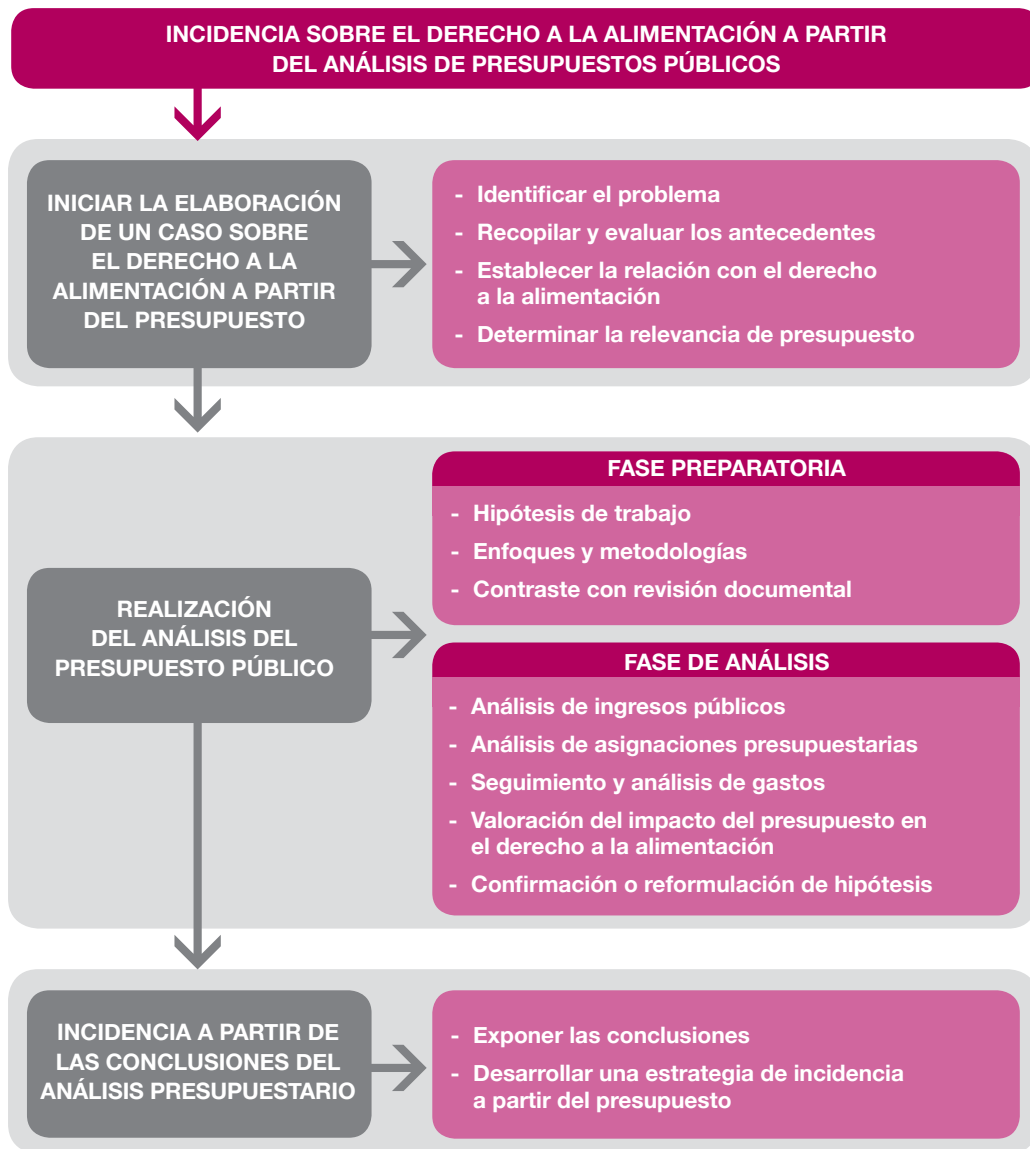 INCIDENCIA SOBRE EL DERECHO A LA ALIMENTACIÓN A PARTIR
DEL ANÁLISIS DE PRESUPUESTOS PÚBLICOS
INICIAR LA ELABORACIÓN
DE UN CASO SOBRE
EL DERECHO A LA
ALIMENTACIÓN A PARTIR
DEL PRESUPUESTO
- Identificar el problema
- Recopilar y evaluar los antecedentes
- Establecer la relación con el derecho
a la alimentación
- Determinar la relevancia de presupuesto
REALIZACIÓN
DEL ANÁLISIS DEL
PRESUPUESTO PÚBLICO
FASE PREPARATORIA
- Hipótesis de trabajo
- Enfoques y metodologías
- Contraste con revisión documental
FASE DE ANÁLISIS
- Análisis de ingresos públicos
- Análisis de asignaciones presupuestarias
- Seguimiento y análisis de gastos
- Valoración del impacto del presupuesto en
el derecho a la alimentación
- Confirmación o reformulación de hipótesis
INCIDENCIA A PARTIR DE
LAS CONCLUSIONES DEL
ANÁLISIS PRESUPUESTARIO
- Exponer las conclusiones
- Desarrollar una estrategia de incidencia
a partir del presupuesto